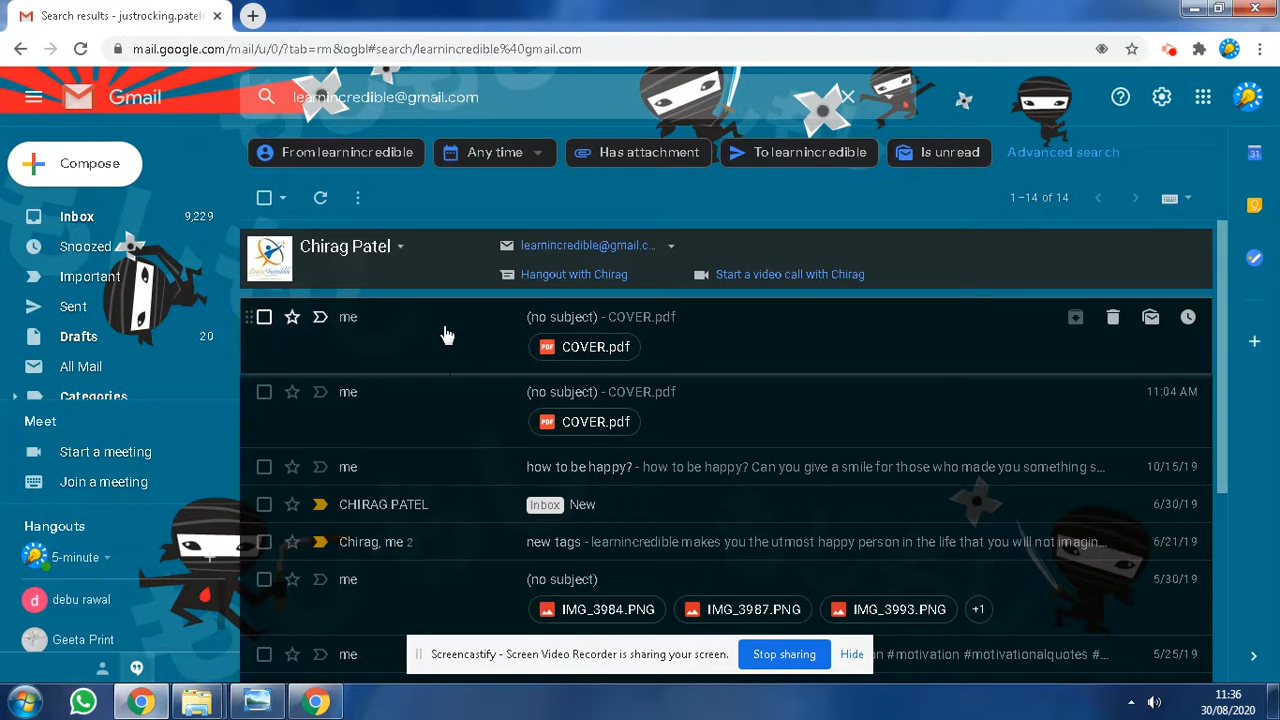 Search results - justrocking.patel
mail.google.com/mail/u/0/?tab=rm&ogbl#search/learnincredible%40gmail.com
Gmail
learnincredible@gmail.com
Compose
From learnincredible
Any time
Has attachment
To learnincredible
Is unread
Advanced search
1–14 of 14
Inbox 9,229
Snoozed
Important
Sent
Drafts 20
All Mail
Categories
Chirag Patel
learnincredible@gmail.c...
Hangout with Chirag
Start a video call with Chirag
me (no subject) - COVER.pdf
PDF COVER.pdf
me (no subject) - COVER.pdf 11:04 AM
PDF COVER.pdf
me how to be happy? - how to be happy? Can you give a smile for those who made you something s... 10/15/19
CHIRAG PATEL Inbox New 6/30/19
Chirag, me 2 new tags - learnincredible makes you the utmost happy person in the life that you will not imagin... 6/21/19
me (no subject) 5/30/19
IMG_3984.PNG IMG_3987.PNG IMG_3993.PNG +1
me on #motivation #motivationalquotes #... 5/25/19
Meet
Start a meeting
Join a meeting
Hangouts
5-minute
d debu rawal
Geeta Print
31
Screencastify - Screen Video Recorder is sharing your screen. Stop sharing Hide
11:36
30/08/2020